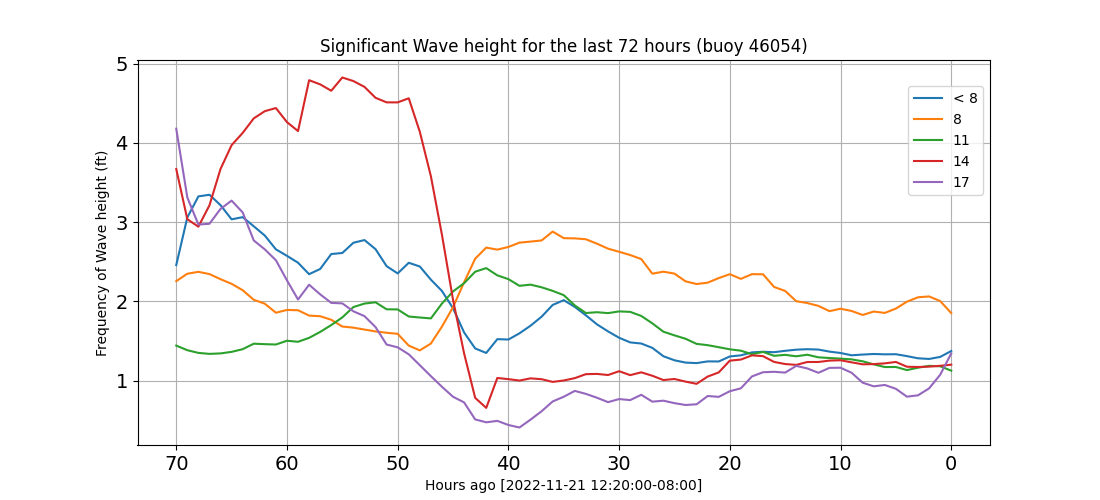 Significant Wave height for the last 72 hours (buoy 46054)
Frequency of Wave height (ft)
5
4
3
2
1
< 8
8
11
14
17
70 60 50 40 30 20 10 0
Hours ago [2022-11-21 12:20:00-08:00]